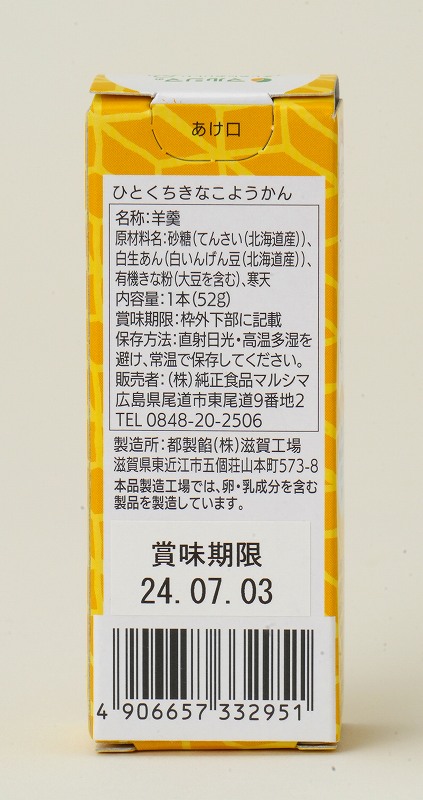 マルシマ
あけ口
ひとくちきなこようかん
名称:羊羹
原材料名:砂糖(てんさい(北海道産))、
白生あん(白いんげん豆(北海道産))、
有機きな粉(大豆を含む)、寒天
内容量:1本(52g)
賞味期限:枠外下部に記載
保存方法:直射日光・高温多湿を
避け、常温で保存してください。
販売者:(株)純正食品マルシマ
広島県尾道市東尾道9番地2
TEL 0848-20-2506
製造所:都製餡(株)滋賀工場
滋賀県東近江市五個荘山本町573-8
本品製造工場では、卵・乳成分を含む
製品を製造しています。
賞味期限
24.07.03
4 906657 332951